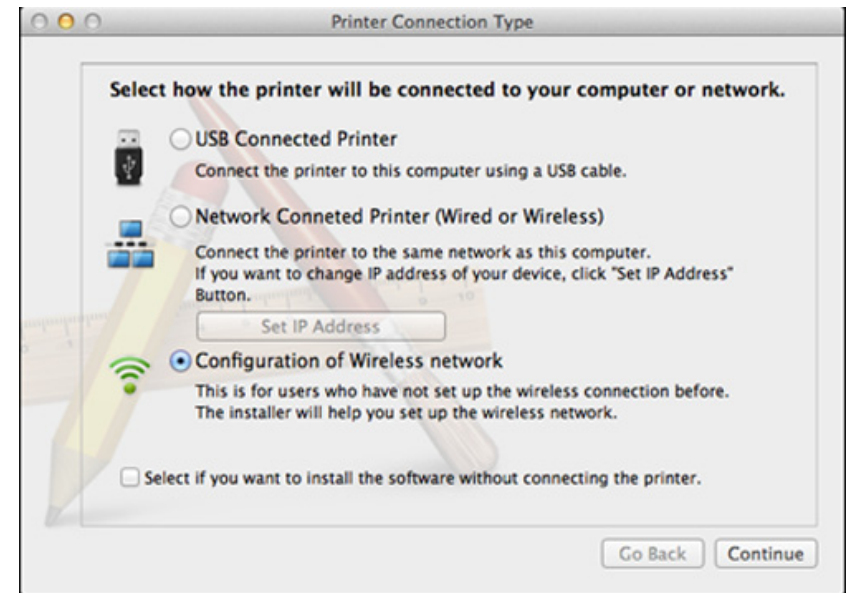 Printer Connection Type
Select how the printer will be connected to your computer or network.
USB Connected Printer
Connect the printer to this computer using a USB cable.
Network Conneted Printer (Wired or Wireless)
Connect the printer to the same network as this computer.
If you want to change IP address of your device, click "Set IP Address"
Button.
Set IP Address
Configuration of Wireless network
This is for users who have not set up the wireless connection before.
The installer will help you set up the wireless network.
Select if you want to install the software without connecting the printer.
Go Back Continue